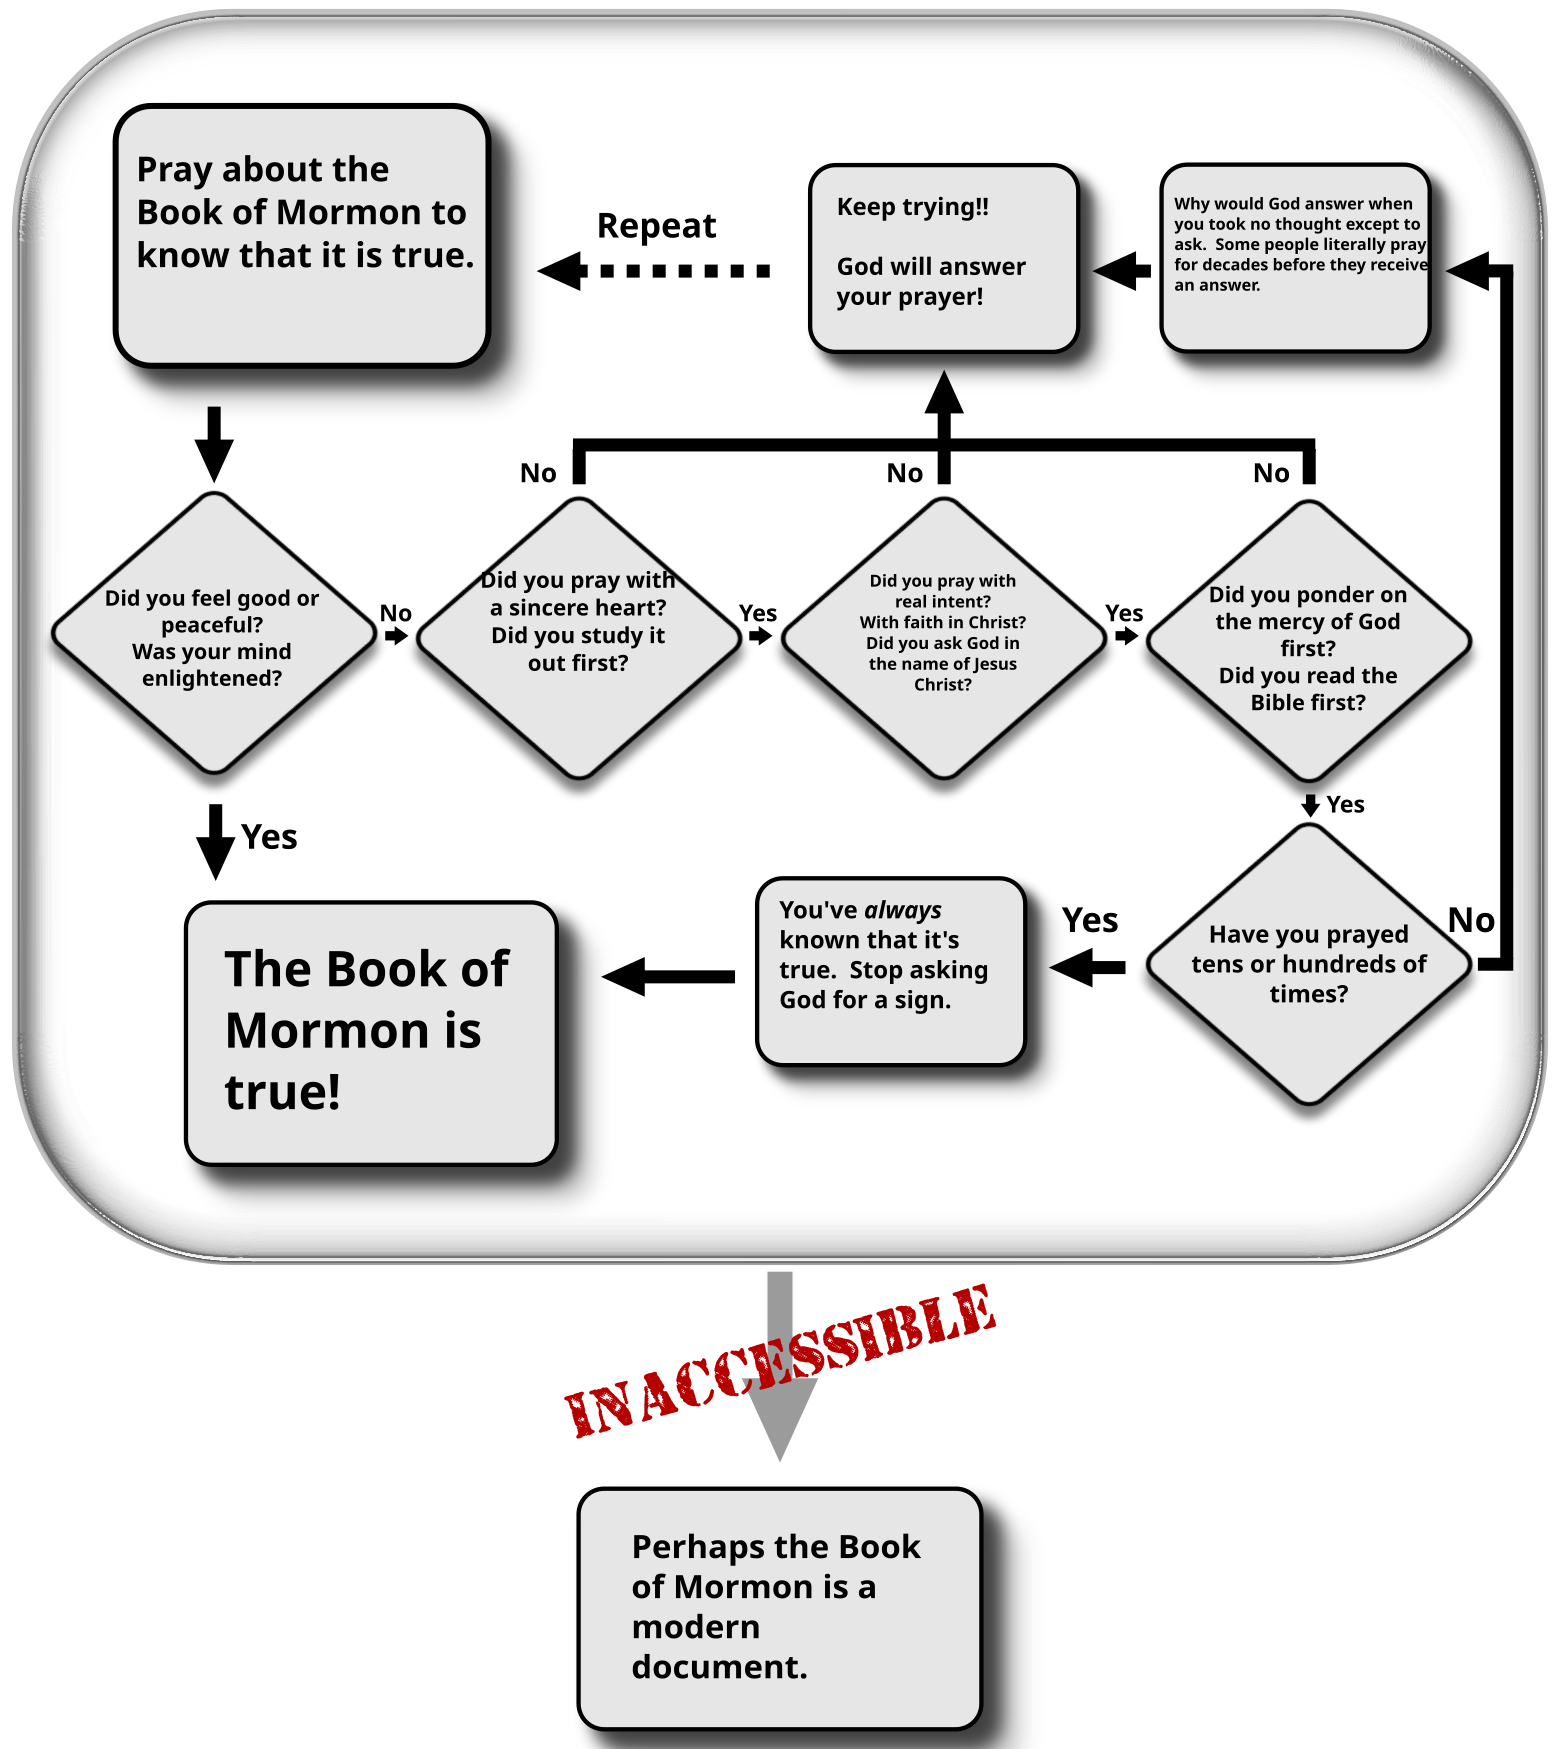 Pray about the
Book of Mormon to
know that it is true.
Repeat
Keep trying!!
God will answer
your prayer!
Why would God answer when
you took no thought except to
ask.  Some people literally pray
for decades before they receive
an answer.
No
No
No
Did you feel good or
peaceful?
Was your mind
enlightened?
No
Did you pray with
a sincere heart?
Did you study it
out first?
Yes
Did you pray with
real intent?
With faith in Christ?
Did you ask God in
the name of Jesus
Christ?
Yes
Did you ponder on
the mercy of God
first?
Did you read the
Bible first?
Yes
Yes
The Book of
Mormon is
true!
You've always
known that it's
true.  Stop asking
God for a sign.
Yes
Have you prayed
tens or hundreds of
times?
No
INACCESSIBLE
Perhaps the Book
of Mormon is a
modern
document.